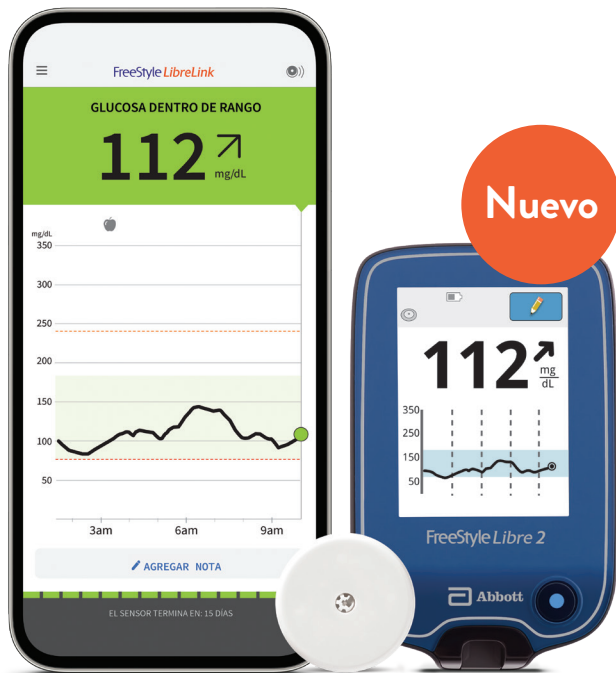 FreeStyle LibreLink
GLUCOSA DENTRO DE RANGO
112
mg/dL
mg/dL
350
300
250
200
150
100
50
3am
6am
9am
AGREGAR NOTA
EL SENSOR TERMINA EN: 15 DÍAS
Nuevo
112
mg
dL
350
250
150
50
FreeStyle Libre 2
Abbott